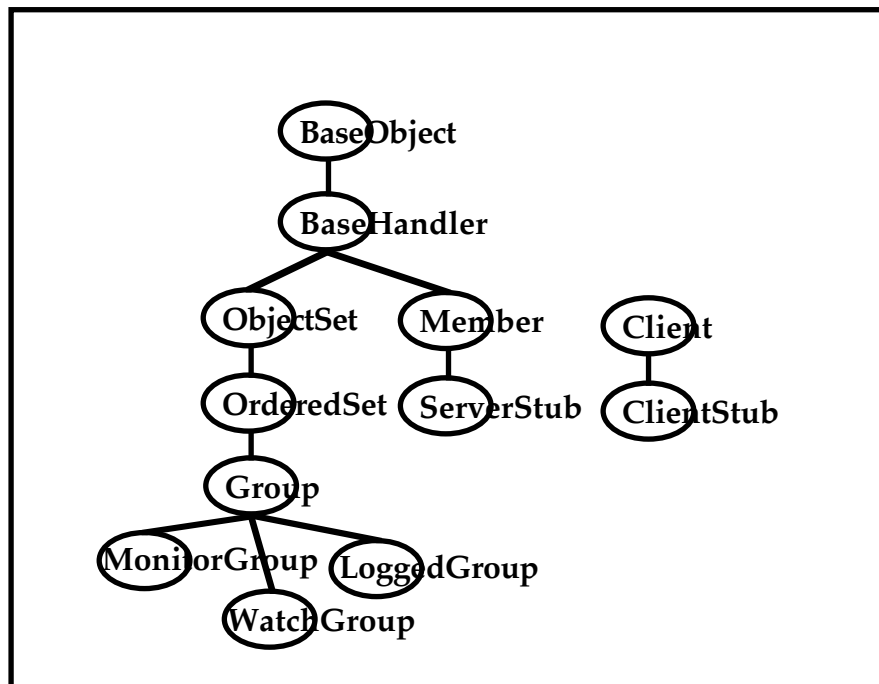 BaseObject
BaseHandler
ObjectSet
Member
Client
OrderedSet
ServerStub
ClientStub
Group
MonitorGroup
LoggedGroup
WatchGroup